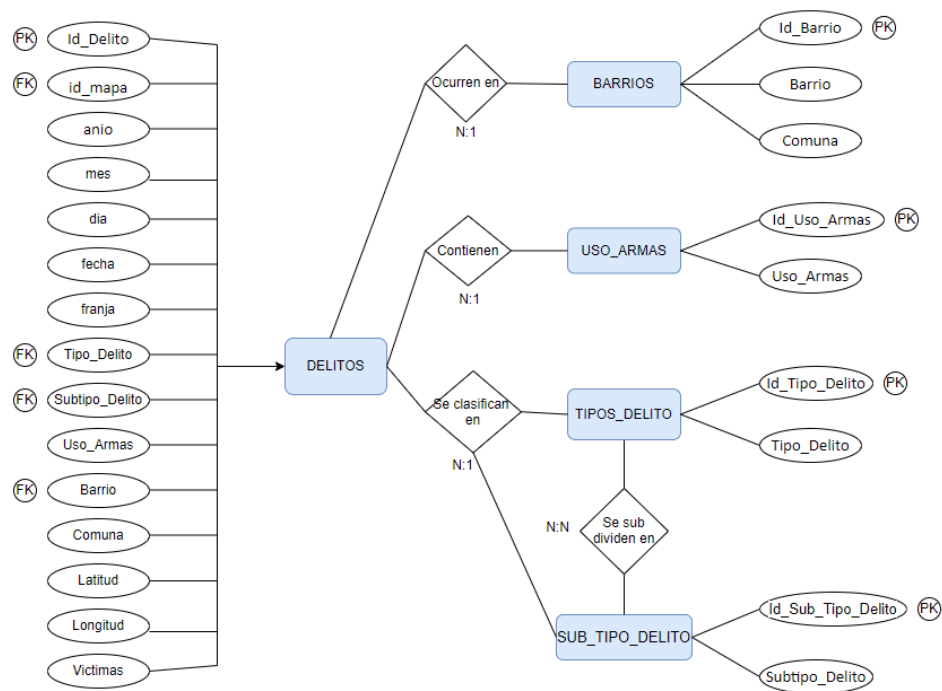 PK
Id_Delito
FK
id_mapa
anio
mes
dia
fecha
franja
FK
Tipo_Delito
FK
Subtipo_Delito
Uso_Armas
FK
Barrio
Comuna
Latitud
Longitud
Victimas
DELITOS
Ocurren en
N:1
BARRIOS
Id_Barrio
PK
Barrio
Comuna
Contienen
N:1
USO_ARMAS
Id_Uso_Armas
PK
Uso_Armas
Se clasifican
en
N:1
TIPOS_DELITO
Id_Tipo_Delito
PK
Tipo_Delito
N:N
Se sub
dividen en
SUB_TIPO_DELITO
Id_Sub_Tipo_Delito
PK
Subtipo_Delito